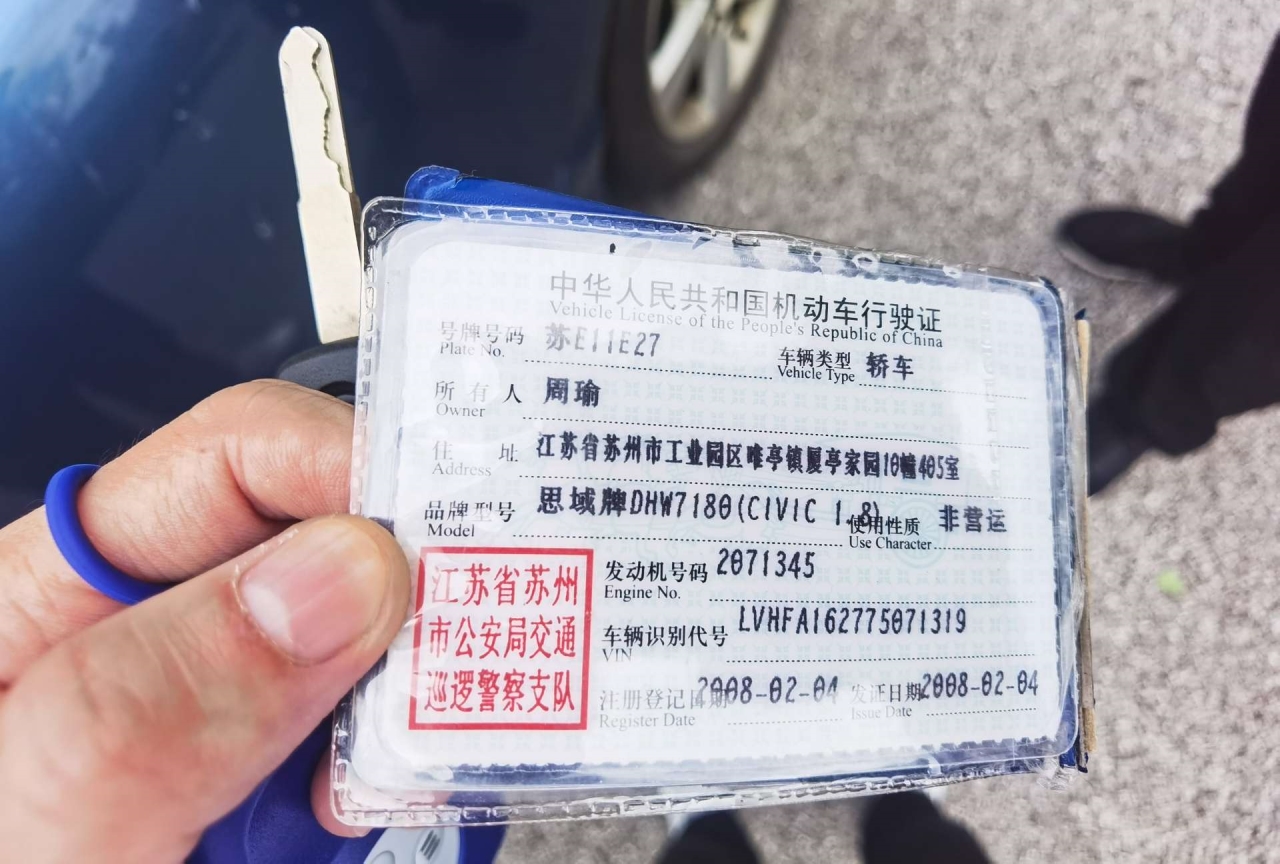 中华人民共和国机动车行驶证
Vehicle License of the People's Republic of China
号牌号码 苏E11E27 车辆类型 轿车
Plate No. Vehicle Type
所有人 周瑜
Owner
住址 江苏省苏州市工业园区唯亭镇厦亭家园10幢405室
Address
品牌型号 思域牌DHW7180(CIVIC 1.8) 使用性质 非营运
Model Use Character
江苏省苏州
市公安局交通
巡逻警察支队
发动机号码 2071345
Engine No.
车辆识别代号 LVHFA162775071319
VIN
注册登记日期 2008-02-04 发证日期 2008-02-04
Register Date Issue Date